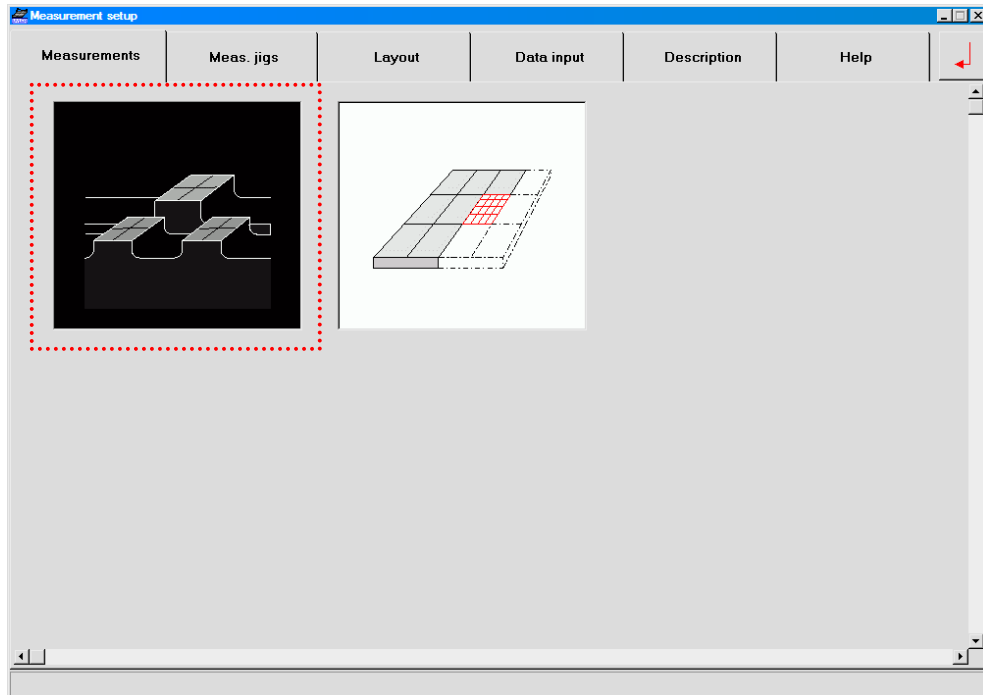 Measurement setup
Measurements
Meas. jigs
Layout
Data input
Description
Help